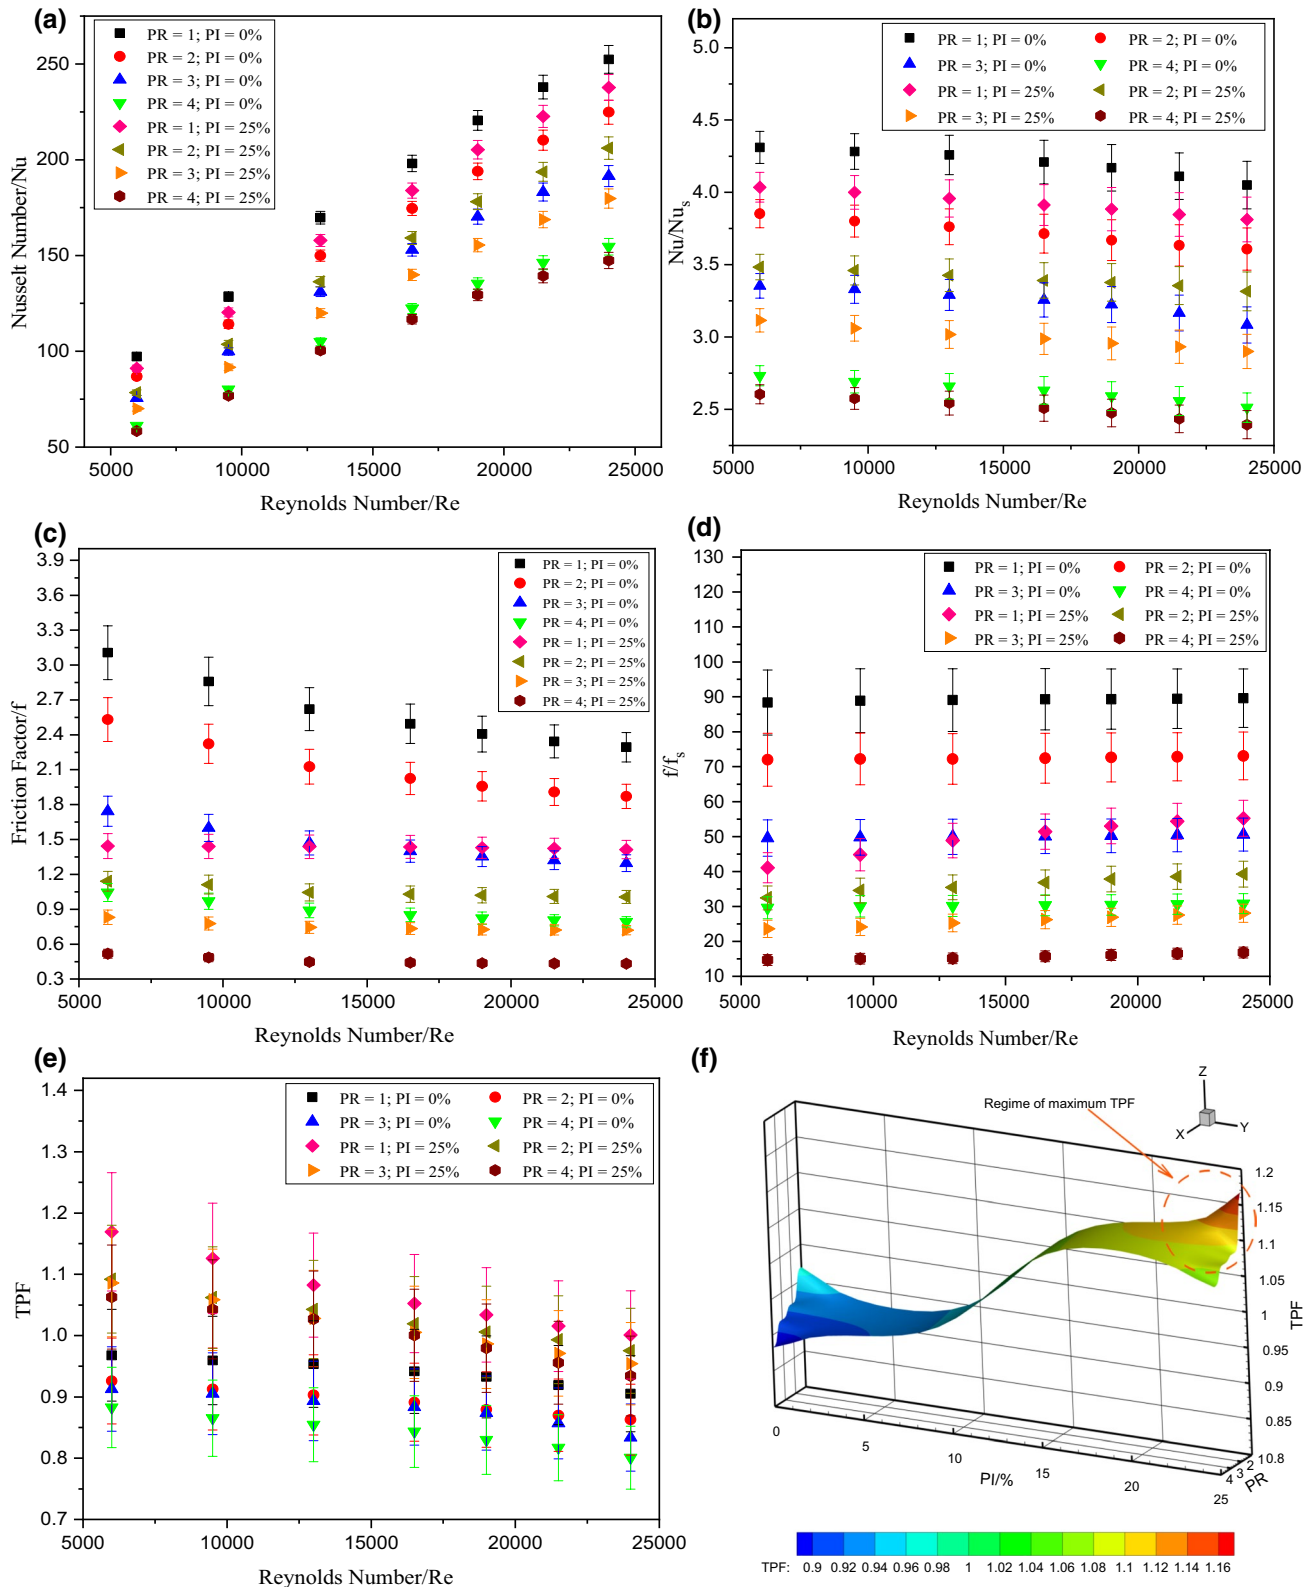 (a)
PR = 1; PI = 0%
PR = 2; PI = 0%
PR = 3; PI = 0%
PR = 4; PI = 0%
PR = 1; PI = 25%
PR = 2; PI = 25%
PR = 3; PI = 25%
PR = 4; PI = 25%
Nusselt Number/Nu
250
200
150
100
50
5000 10000 15000 20000 25000
Reynolds Number/Re
(b)
PR = 1; PI = 0% PR = 2; PI = 0%
PR = 3; PI = 0% PR = 4; PI = 0%
PR = 1; PI = 25% PR = 2; PI = 25%
PR = 3; PI = 25% PR = 4; PI = 25%
Nu/Nus
5.0
4.5
4.0
3.5
3.0
2.5
5000 10000 15000 20000 25000
Reynolds Number/Re
(c)
PR = 1; PI = 0%
PR = 2; PI = 0%
PR = 3; PI = 0%
PR = 4; PI = 0%
PR = 1; PI = 25%
PR = 2; PI = 25%
PR = 3; PI = 25%
PR = 4; PI = 25%
Friction Factor/f
3.9
3.6
3.3
3.0
2.7
2.4
2.1
1.8
1.5
1.2
0.9
0.6
0.3
5000 10000 15000 20000 25000
Reynolds Number/Re
(d)
PR = 1; PI = 0% PR = 2; PI = 0%
PR = 3; PI = 0% PR = 4; PI = 0%
PR = 1; PI = 25% PR = 2; PI = 25%
PR = 3; PI = 25% PR = 4; PI = 25%
f/fs
130
120
110
100
90
80
70
60
50
40
30
20
10
5000 10000 15000 20000 25000
Reynolds Number/Re
(e)
PR = 1; PI = 0% PR = 2; PI = 0%
PR = 3; PI = 0% PR = 4; PI = 0%
PR = 1; PI = 25% PR = 2; PI = 25%
PR = 3; PI = 25% PR = 4; PI = 25%
TPF
1.4
1.3
1.2
1.1
1.0
0.9
0.8
0.7
5000 10000 15000 20000 25000
Reynolds Number/Re
(f)
Z
X Y
Regime of maximum TPF
1.2
1.15
1.1
1.05
1
0.95
0.9
0.85
0.8
TPF
0 5 10 15 20 25
PI/%
4 3 2 1
PR
TPF: 0.9 0.92 0.94 0.96 0.98 1 1.02 1.04 1.06 1.08 1.1 1.12 1.14 1.16